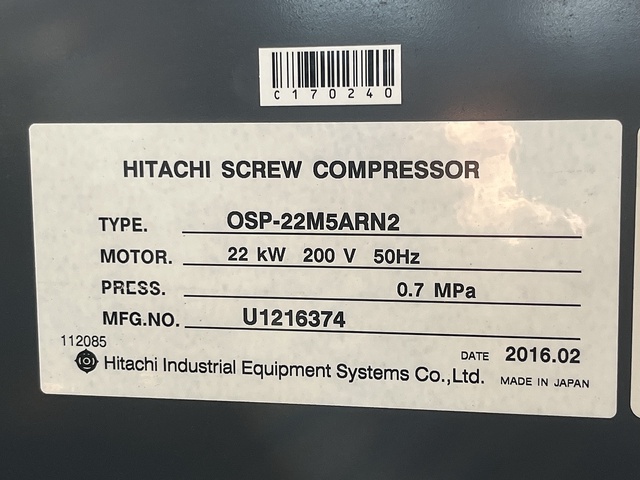 C170240
HITACHI SCREW COMPRESSOR
TYPE. OSP-22M5ARN2
MOTOR. 22 kW 200 V 50Hz
PRESS. 0.7 MPa
MFG.NO. U1216374
112085
DATE 2016.02
Hitachi Industrial Equipment Systems Co.,Ltd. MADE IN JAPAN